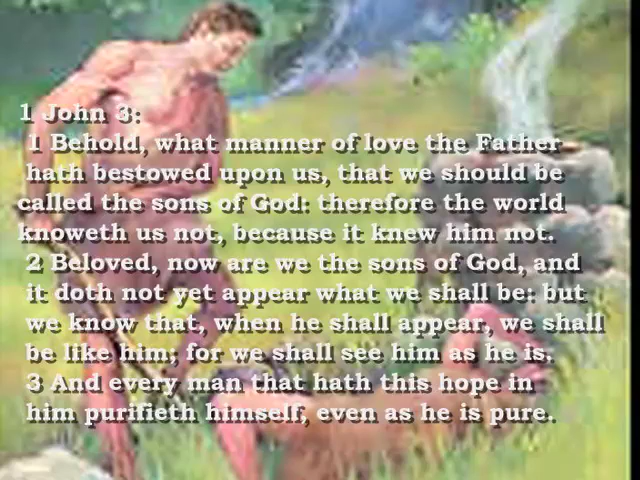 1 John 3:
1 Behold, what manner of love the Father
hath bestowed upon us, that we should be
called the sons of God: therefore the world
knoweth us not, because it knew him not.
2 Beloved, now are we the sons of God, and
it doth not yet appear what we shall be: but
we know that, when he shall appear, we shall
be like him; for we shall see him as he is.
3 And every man that hath this hope in
him purifieth himself, even as he is pure.